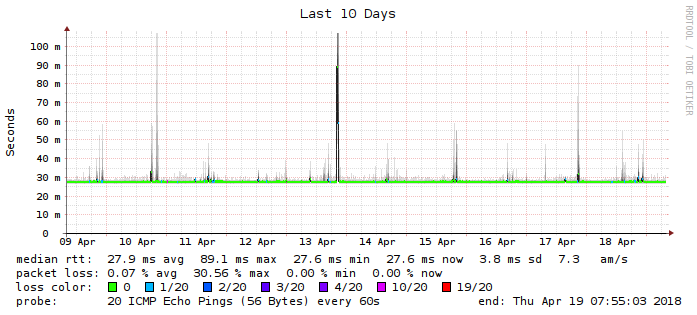 Last 10 Days
RRDTOOL / TOBI OETIKER
Seconds
100 m
90 m
80 m
70 m
60 m
50 m
40 m
30 m
20 m
10 m
0
09 Apr 10 Apr 11 Apr 12 Apr 13 Apr 14 Apr 15 Apr 16 Apr 17 Apr 18 Apr
median rtt: 27.9 ms avg 89.1 ms max 27.6 ms min 27.6 ms now 3.8 ms sd 7.3 am/s
packet loss: 0.07 % avg 30.56 % max 0.00 % min 0.00 % now
loss color: 0 1/20 2/20 3/20 4/20 10/20 19/20
probe: 20 ICMP Echo Pings (56 Bytes) every 60s end: Thu Apr 19 07:55:03 2018